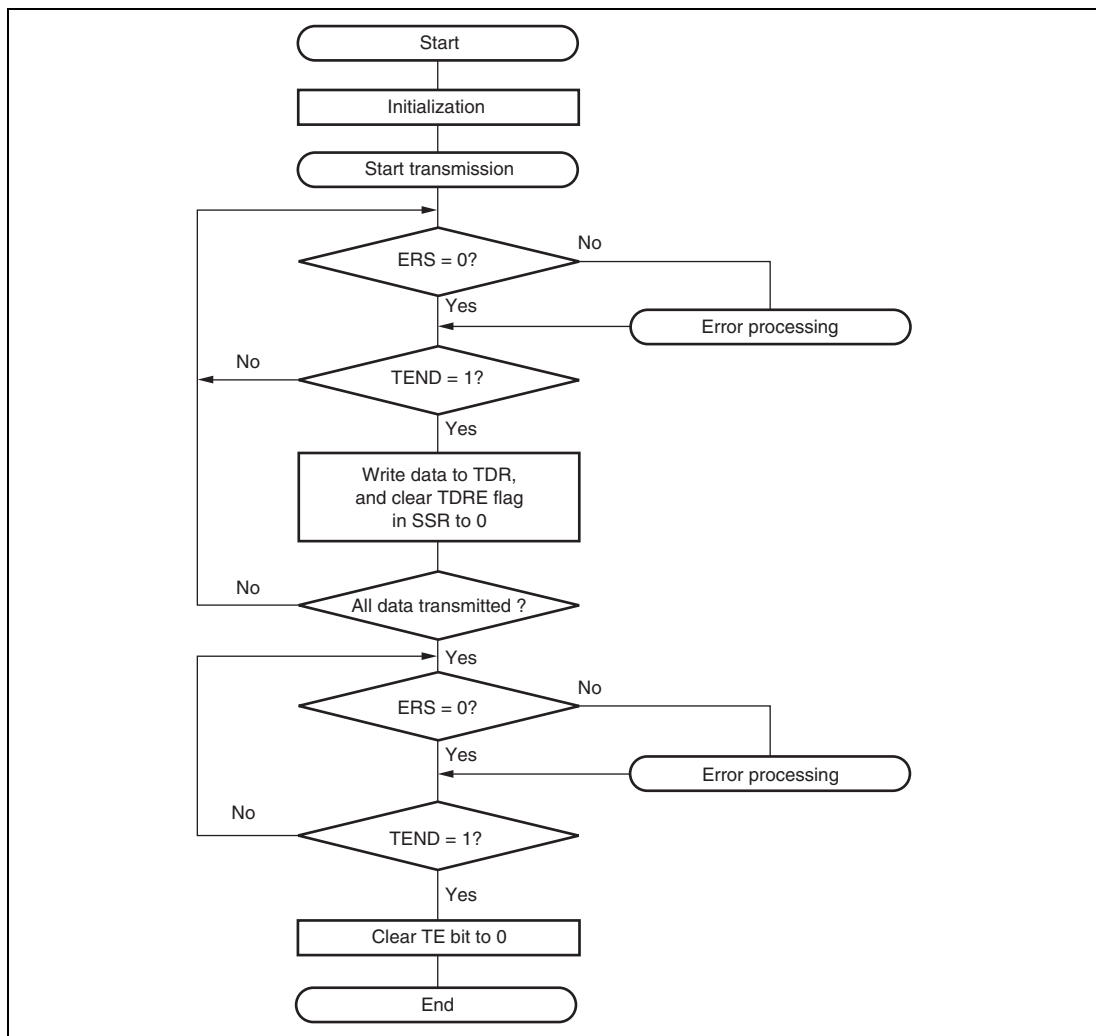 Start
Initialization
Start transmission
ERS = 0?
No
Yes
Error processing
No
TEND = 1?
Yes
Write data to TDR,
and clear TDRE flag
in SSR to 0
No
All data transmitted ?
Yes
ERS = 0?
No
Yes
Error processing
No
TEND = 1?
Yes
Clear TE bit to 0
End